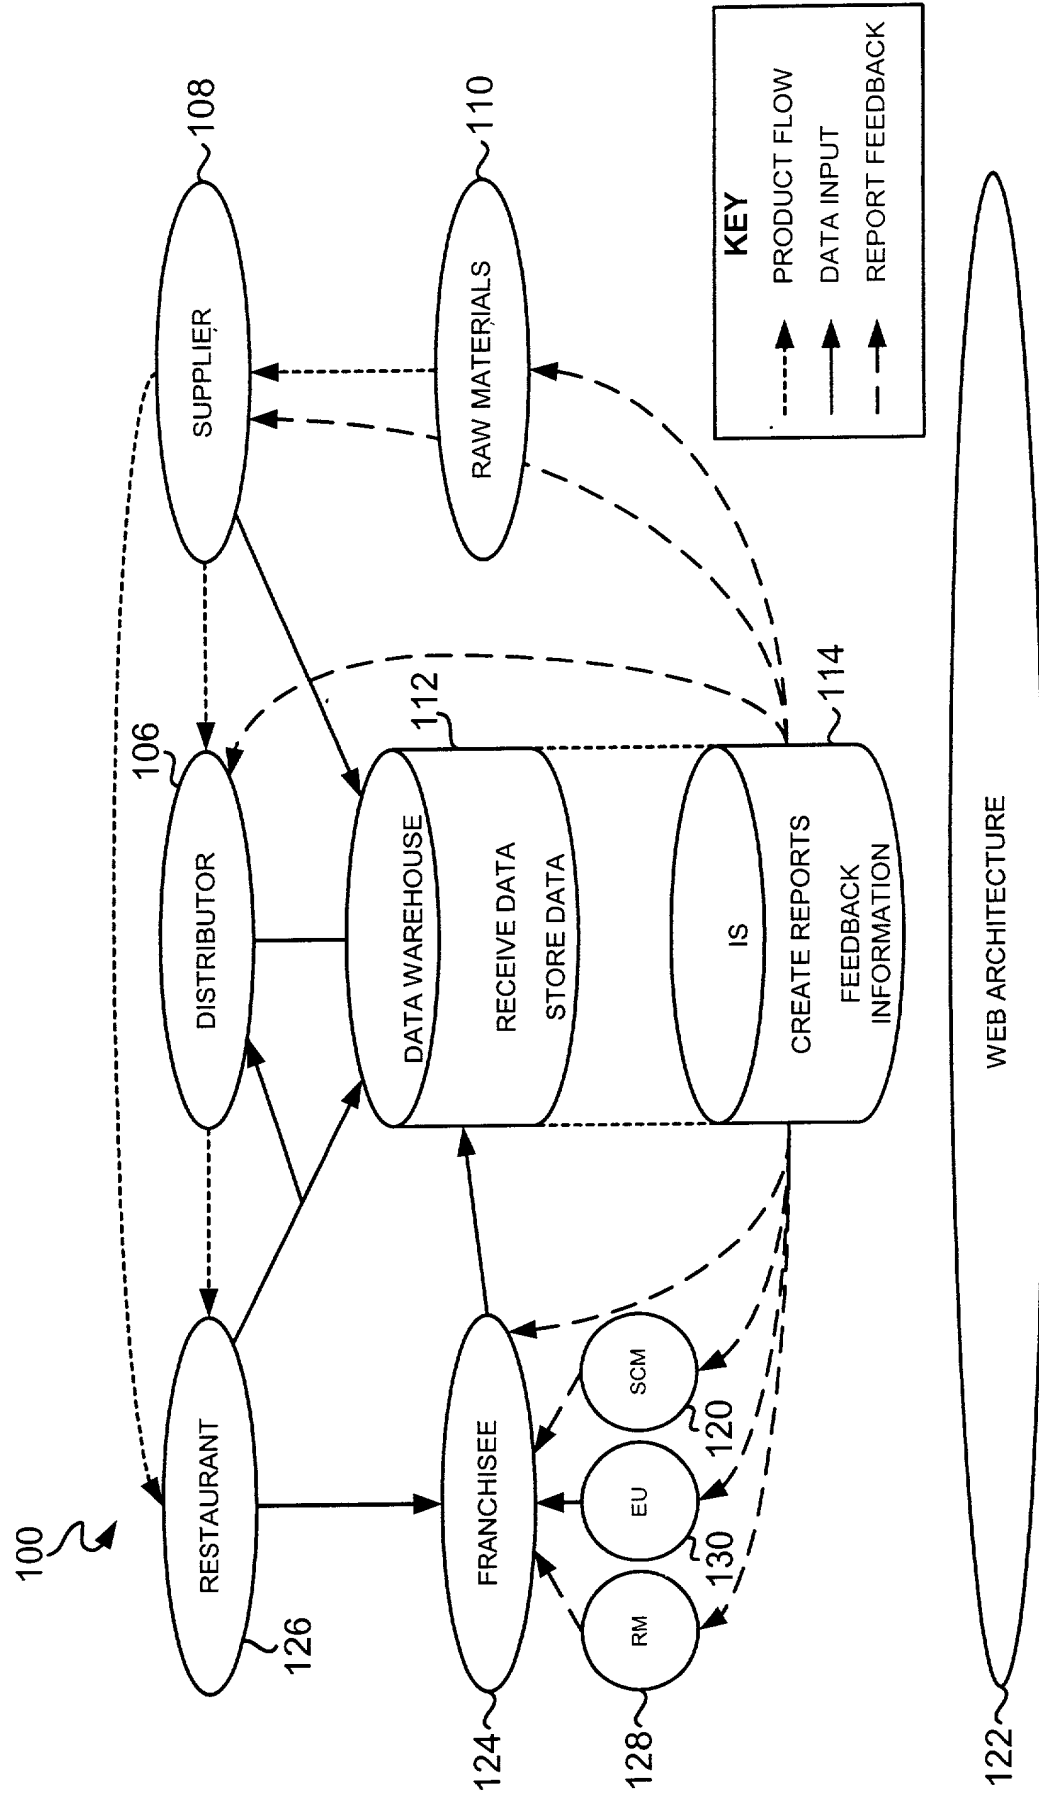 100
126
RESTAURANT
106
DISTRIBUTOR
108
SUPPLIER
124
FRANCHISEE
112
DATA WAREHOUSE
RECEIVE DATA
STORE DATA
110
RAW MATERIALS
128
RM
130
EU
120
SCM
114
IS
CREATE REPORTS
FEEDBACK
INFORMATION
KEY
PRODUCT FLOW
DATA INPUT
REPORT FEEDBACK
122
WEB ARCHITECTURE